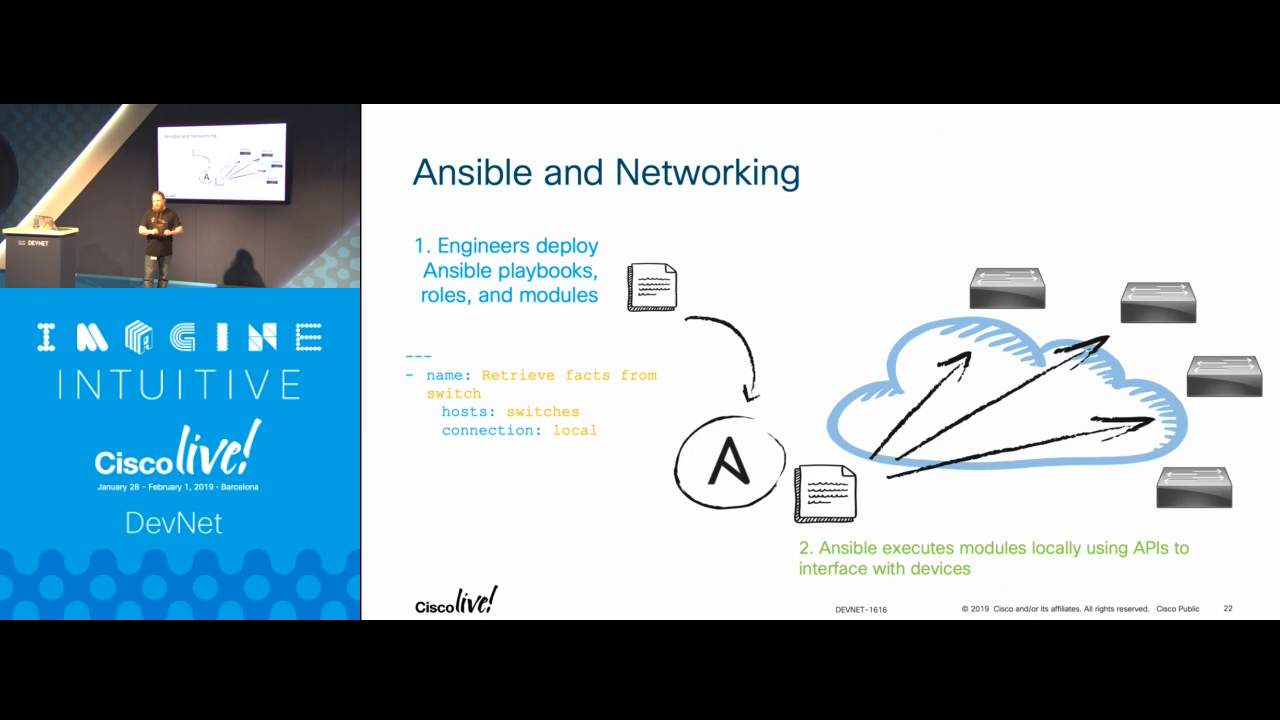 Ansible and Networking
DEVNET
IMAGINE
INTUITIVE
Cisco live!
January 28 - February 1, 2019 • Barcelona
DevNet
Ansible and Networking
1. Engineers deploy
Ansible playbooks,
roles, and modules
---
- name: Retrieve facts from
switch
hosts: switches
connection: local
A
2. Ansible executes modules locally using APIs to
interface with devices
Cisco live!
DEVNET-1616
© 2019 Cisco and/or its affiliates. All rights reserved. Cisco Public
22